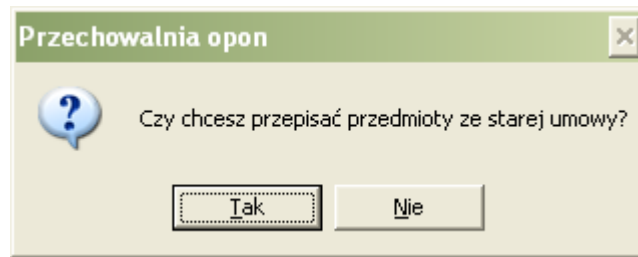 Przechowalnia opon
Czy chcesz przepisać przedmioty ze starej umowy?
Tak
Nie